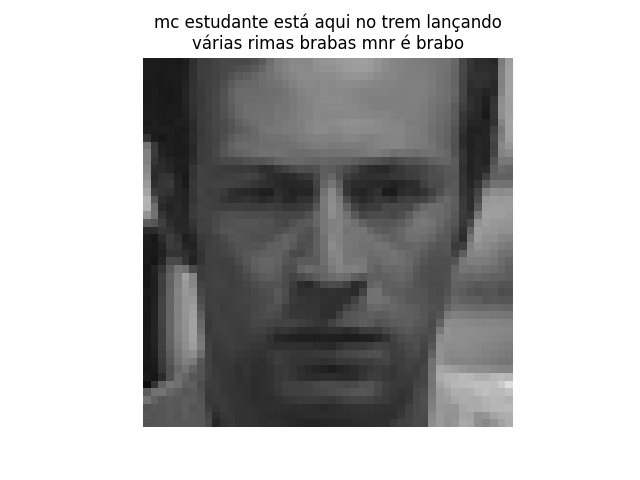 mc estudante está aqui no trem lançando
várias rimas brabas mnr é brabo